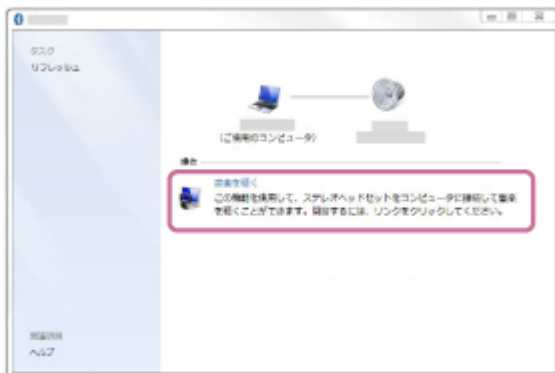 タスク
リフレッシュ
(ご使用のコンピュータ)
操作
音楽を聴く
この機能を使用して、ステレオヘッドセットをコンピュータに接続して音楽
を聴くことができます。開始するには、リンクをクリックしてください。
関連項目
ヘルプ